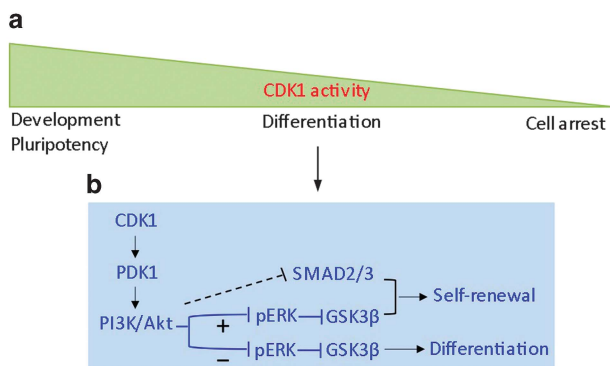 a
CDK1 activity
Development
Pluripotency
Differentiation
Cell arrest
b
CDK1
PDK1
PI3K/Akt
SMAD2/3
+
pERK
GSK3β
Self-renewal
−
pERK
GSK3β
Differentiation